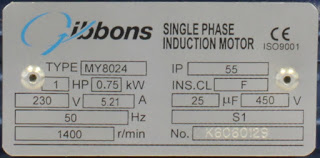 Gibbons SINGLE PHASE INDUCTION MOTOR CE ISO9001
TYPE MY8024 IP 55
1 HP 0.75 kW INS.CL F
230 V 5.21 A 25 µF 450 V
50 Hz S1
1400 r/min No. K8080129